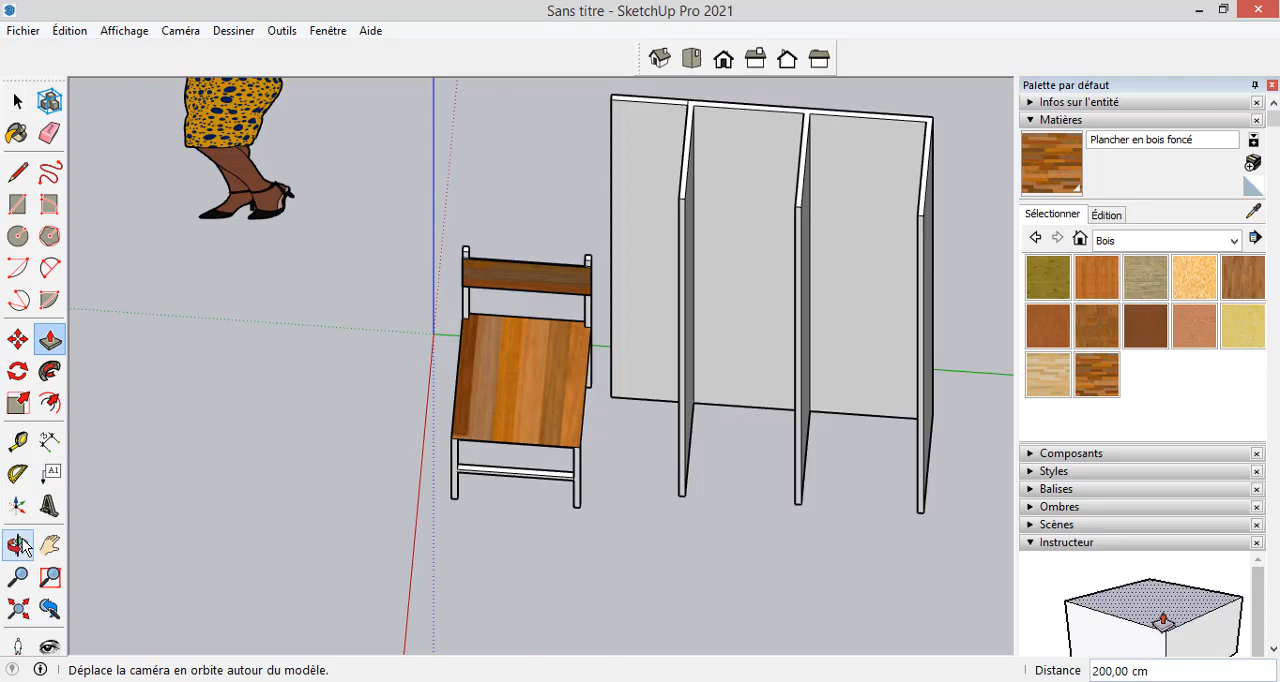 Sans titre - SketchUp Pro 2021
Fichier Édition Affichage Caméra Dessiner Outils Fenêtre Aide
Palette par défaut
Infos sur l'entité
Matières
Plancher en bois foncé
Sélectionner Édition
Bois
Composants
Styles
Balises
Ombres
Scènes
Instructeur
A1
Déplace la caméra en orbite autour du modèle.
Distance 200,00 cm